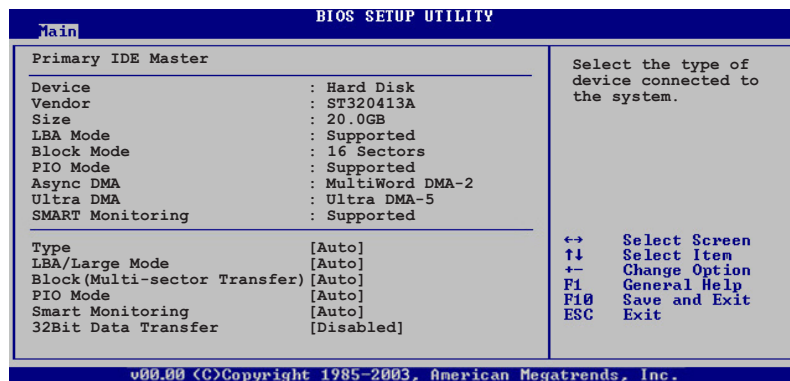 BIOS SETUP UTILITY
Main
Primary IDE Master
Device : Hard Disk
Vendor : ST320413A
Size : 20.0GB
LBA Mode : Supported
Block Mode : 16 Sectors
PIO Mode : Supported
Async DMA : MultiWord DMA-2
Ultra DMA : Ultra DMA-5
SMART Monitoring : Supported
Type [Auto]
LBA/Large Mode [Auto]
Block(Multi-sector Transfer) [Auto]
PIO Mode [Auto]
Smart Monitoring [Auto]
32Bit Data Transfer [Disabled]
Select the type of
device connected to
the system.
←→ Select Screen
↑↓ Select Item
+- Change Option
F1 General Help
F10 Save and Exit
ESC Exit
v00.00 (C)Copyright 1985-2003, American Megatrends, Inc.